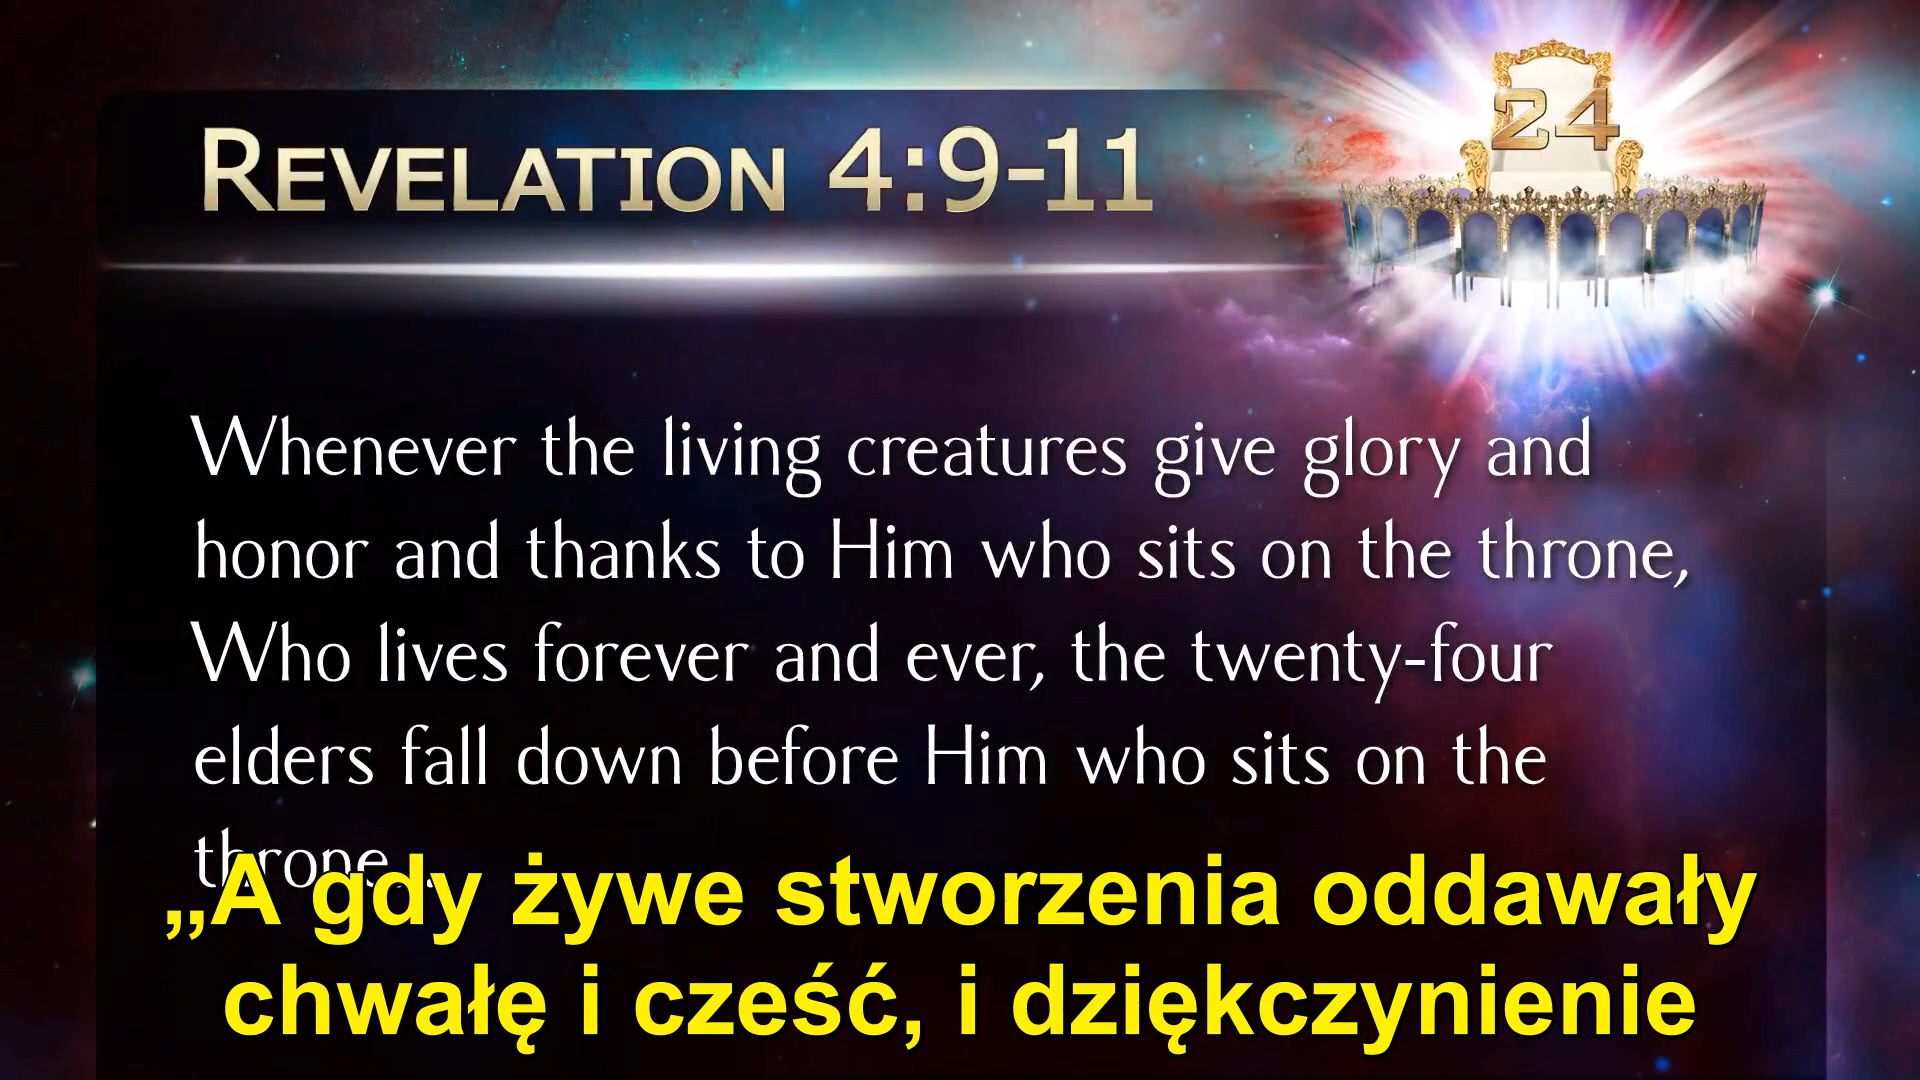 REVELATION 4:9-11
24
Whenever the living creatures give glory and
honor and thanks to Him who sits on the throne,
Who lives forever and ever, the twenty-four
elders fall down before Him who sits on the
throne...
„A gdy żywe stworzenia oddawały
chwałę i cześć, i dziękczynienie